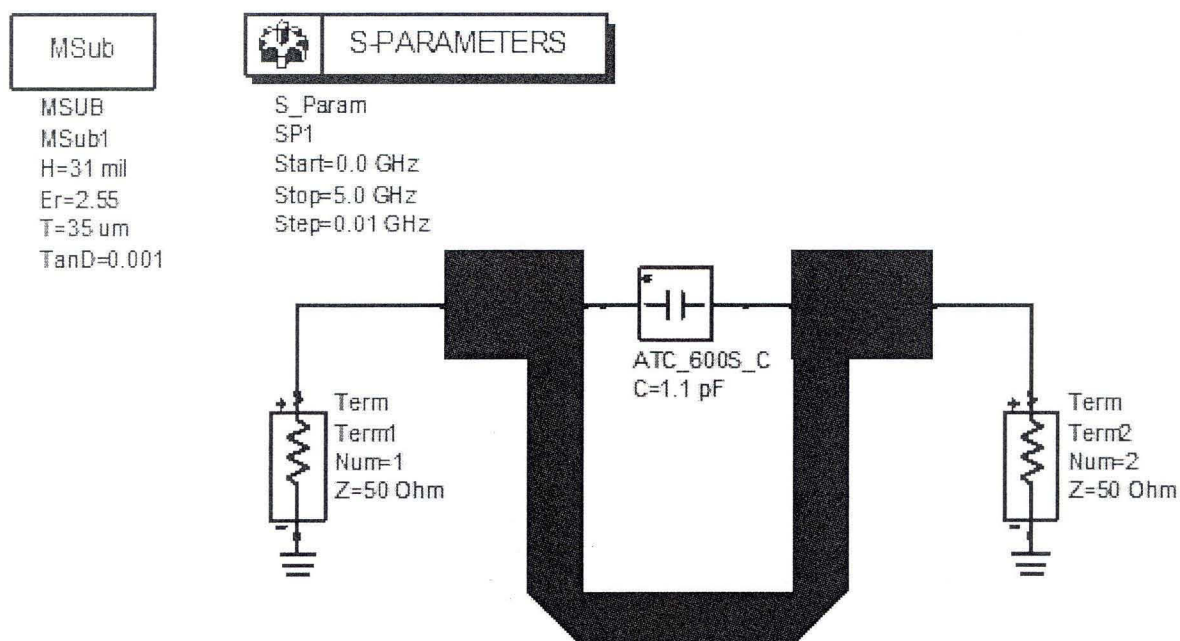 MSub
S-PARAMETERS
MSUB
MSub1
H=31 mil
Er=2.55
T=35 um
TanD=0.001
S_Param
SP1
Start=0.0 GHz
Stop=5.0 GHz
Step=0.01 GHz
ATC_600S_C
C=1.1 pF
Term
Term1
Num=1
Z=50 Ohm
Term
Term2
Num=2
Z=50 Ohm